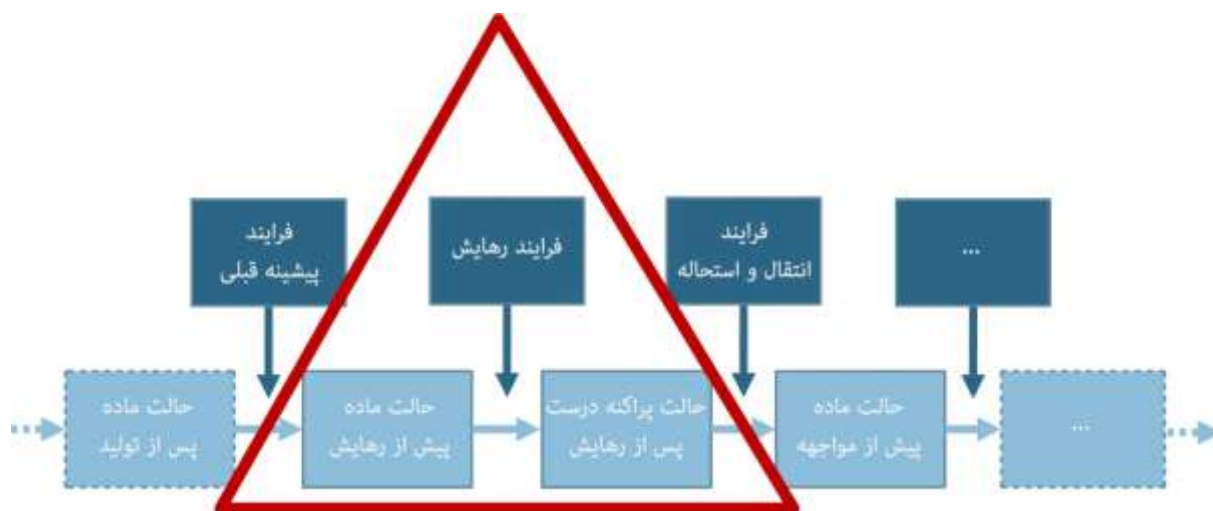 فرایند
پیشینه قبلی
فرایند رهایش
فرایند
انتقال و استحاله
...
حالت ماده
پس از تولید
حالت ماده
پیش از رهایش
حالت پراکنه درست
پس از رهایش
حالت ماده
پیش از مواجهه
...